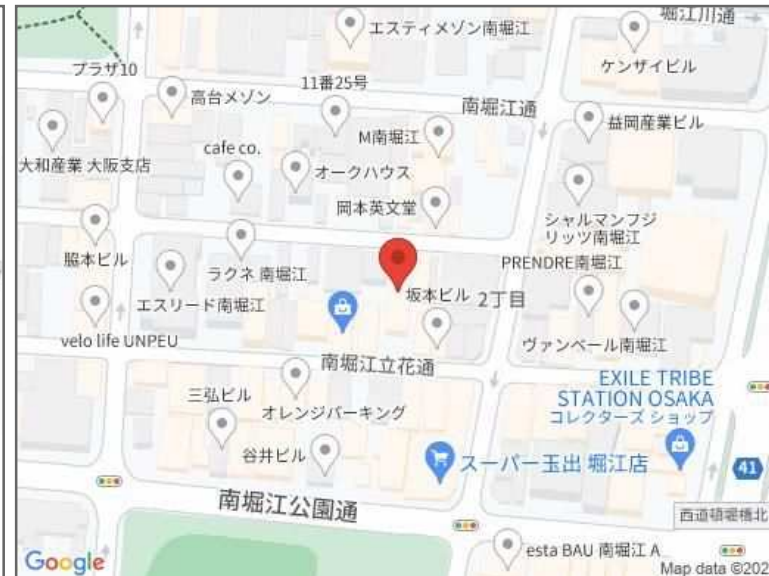 堀江川通
エスティメゾン南堀江
ケンザイビル
プラザ10
高台メゾン
11番25号
南堀江通
益岡産業ビル
大和産業 大阪支店
cafe co.
M南堀江
オークハウス
岡本英文堂
シャルマンフジ
リッツ南堀江
脇本ビル
ラクネ 南堀江
PRENDRE南堀江
エスリード南堀江
坂本ビル
2丁目
velo life UNPEU
ヴァンベール南堀江
南堀江立花通
三弘ビル
オレンジパーキング
EXILE TRIBE
STATION OSAKA
コレクターズ ショップ
谷井ビル
スーパー玉出 堀江店
41
南堀江公園通
西道頓堀橋北
esta BAU 南堀江 A
Google
Map data ©202